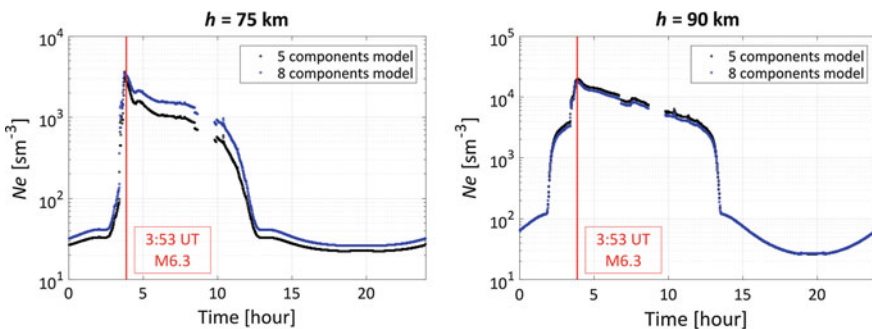 h = 75 km
10^4
10^3
10^2
10^1
Ne [sm^-3]
5 components model
8 components model
3:53 UT
M6.3
0 5 10 15 20
Time [hour]
h = 90 km
10^5
10^4
10^3
10^2
10^1
Ne [sm^-3]
5 components model
8 components model
3:53 UT
M6.3
0 5 10 15 20
Time [hour]